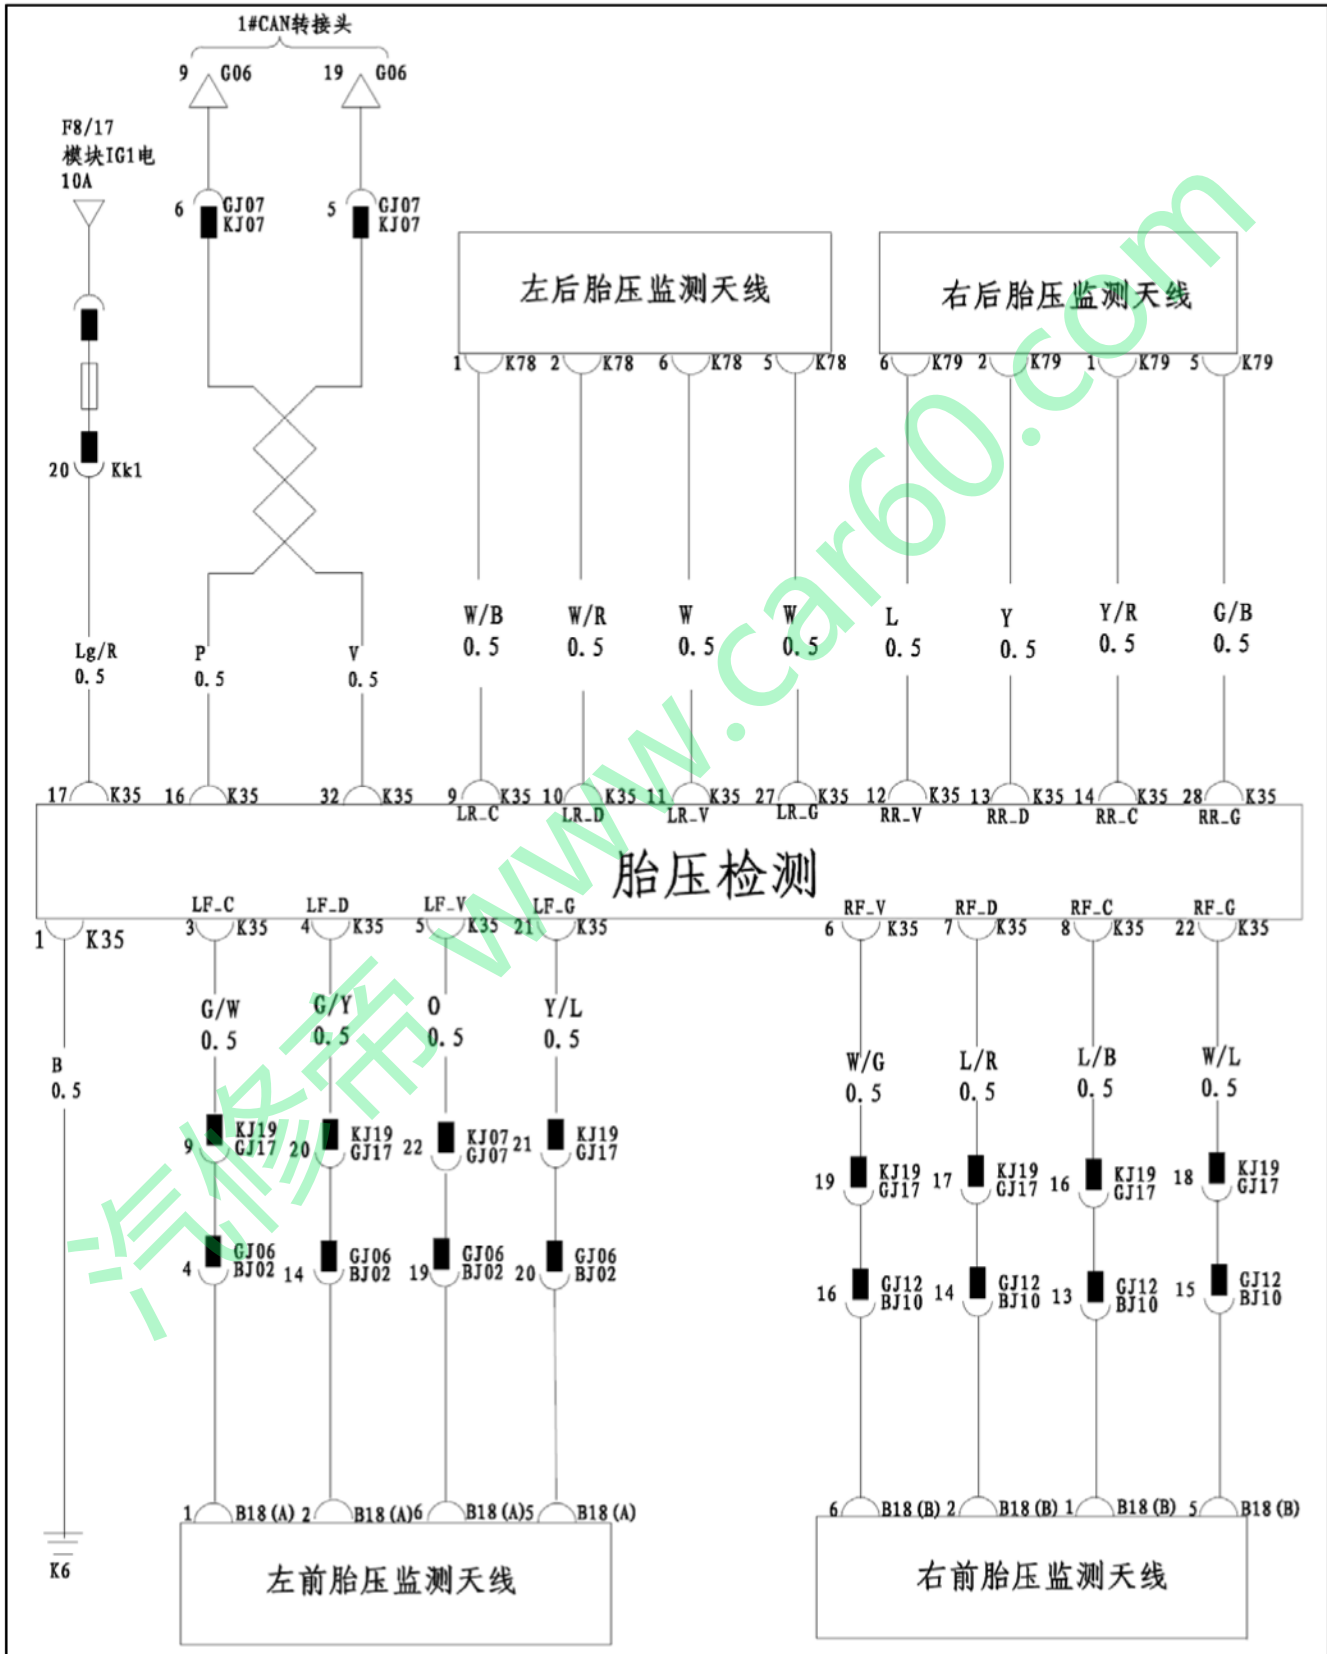 1#CAN转接头
9 G06 19 G06
F8/17
模块IG1电
10A
6 GJ07 5 GJ07
KJ07 KJ07
左后胎压监测天线 右后胎压监测天线
1 K78 2 K78 6 K78 5 K78 6 K79 2 K79 1 K79 5 K79
20 Kk1
W/B W/R W W L Y Y/R G/B
0.5 0.5 0.5 0.5 0.5 0.5 0.5 0.5
Lg/R P V
0.5 0.5 0.5
17 K35 16 K35 32 K35 9 K35 10 K35 11 K35 27 K35 12 K35 13 K35 14 K35 28 K35
LR_C LR_D LR_V LR_G RR_V RR_D RR_C RR_G
胎压检测
LF_C LF_D LF_V LF_G RF_V RF_D RF_C RF_G
1 K35 3 K35 4 K35 5 K35 21 K35 6 K35 7 K35 8 K35 22 K35
G/W G/Y O Y/L
0.5 0.5 0.5 0.5
B W/G L/R L/B W/L
0.5 0.5 0.5 0.5 0.5
9 KJ19 20 KJ19 22 KJ07 21 KJ19
GJ17 GJ17 GJ07 GJ17
19 KJ19 17 KJ19 16 KJ19 18 KJ19
GJ17 GJ17 GJ17 GJ17
4 GJ06 14 GJ06 19 GJ06 20 GJ06
BJ02 BJ02 BJ02 BJ02
16 GJ12 14 GJ12 13 GJ12 15 GJ12
BJ10 BJ10 BJ10 BJ10
1 B18(A) 2 B18(A) 6 B18(A) 5 B18(A) 6 B18(B) 2 B18(B) 1 B18(B) 5 B18(B)
K6
左前胎压监测天线 右前胎压监测天线
汽修帝 www.car60.com